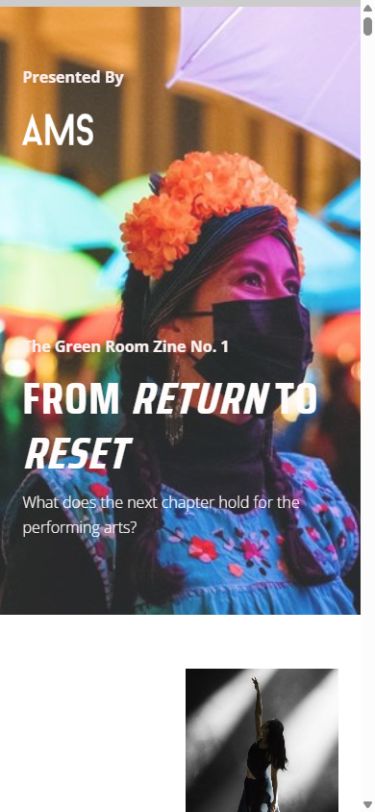 Presented By
AMS
The Green Room Zine No. 1
FROM RETURN TO
RESET
What does the next chapter hold for the
performing arts?